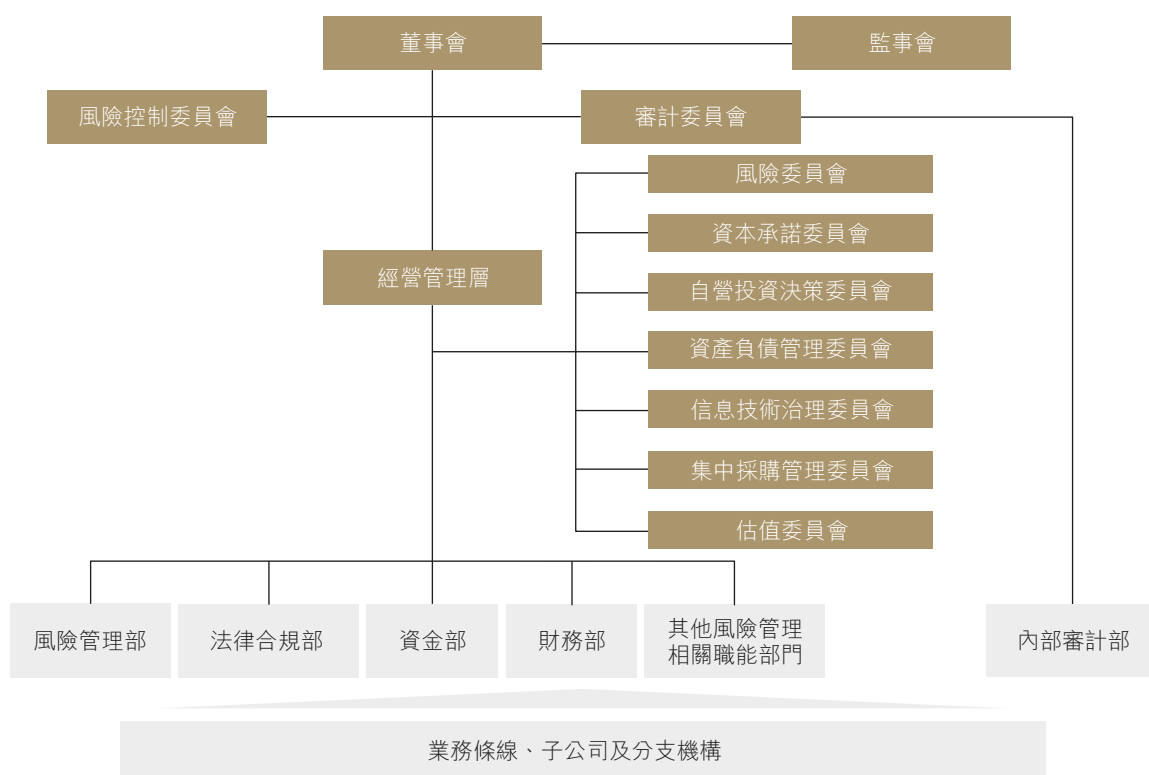 董事會
監事會
風險控制委員會
審計委員會
風險委員會
資本承諾委員會
經營管理層
自營投資決策委員會
資產負債管理委員會
信息技術治理委員會
集中採購管理委員會
估值委員會
風險管理部
法律合規部
資金部
財務部
其他風險管理
相關職能部門
內部審計部
業務條線、子公司及分支機構